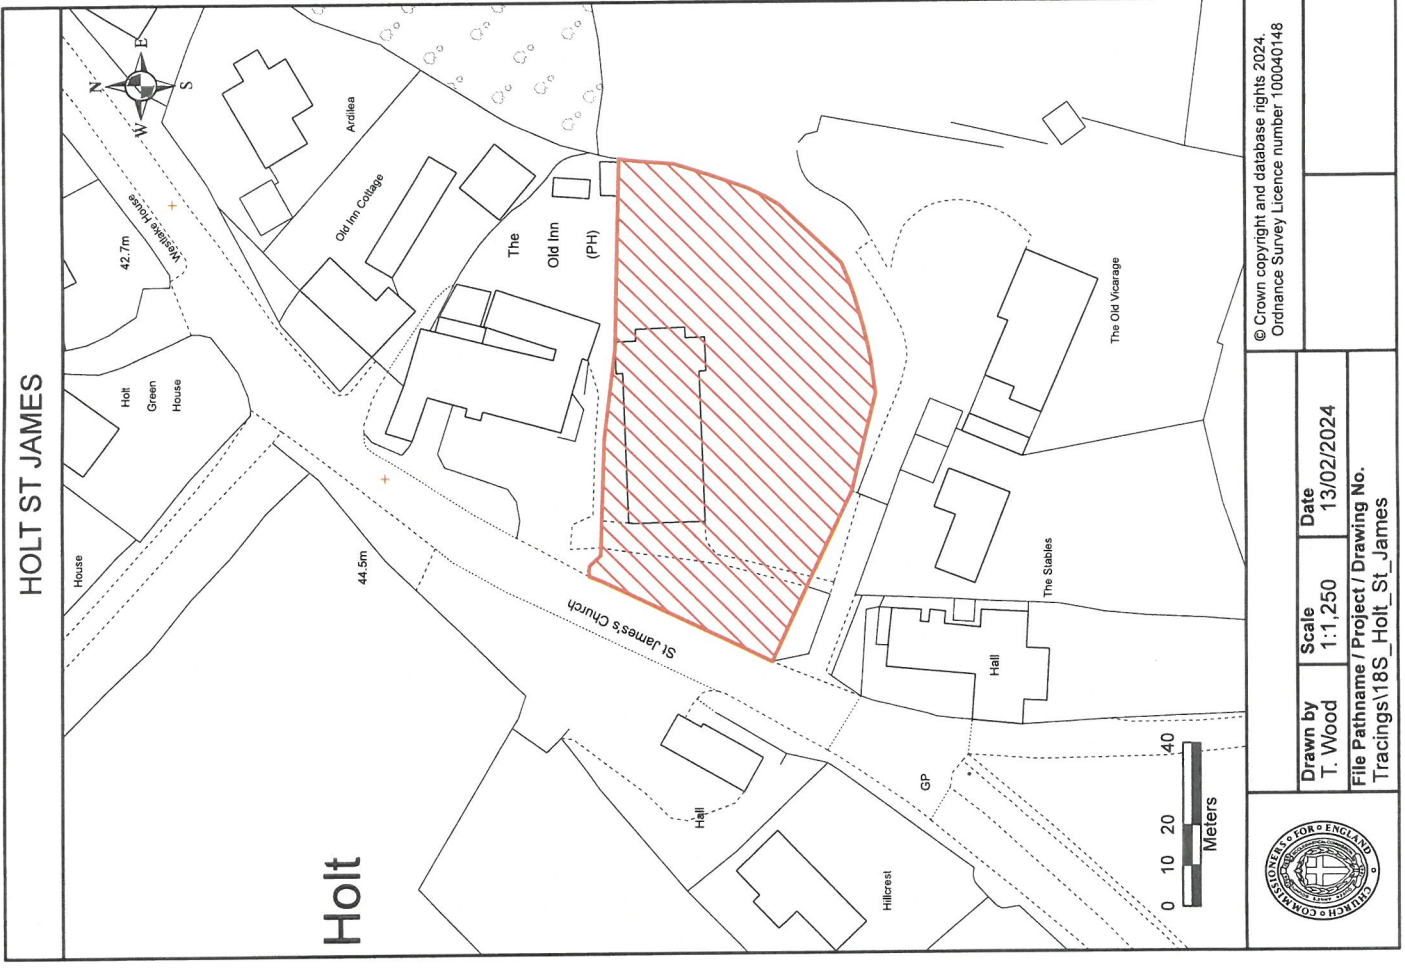 HOLT ST JAMES
N
E
S
W
Westlake House
42.7m
Ardilea
Old Inn Cottage
The
Old Inn
(PH)
Holt
Green
House
House
44.5m
St James's Church
The Old Vicarage
The Stables
Hall
Hall
GP
Hillcrest
Holt
0 10 20 40
Meters
© Crown copyright and database rights 2024.
Ordnance Survey Licence number 100040148
Drawn by
T. Wood
Scale
1:1,250
Date
13/02/2024
File Pathname / Project / Drawing No.
Tracings\18S_Holt_St_James
CHURCH COMMISSIONERS FOR ENGLAND